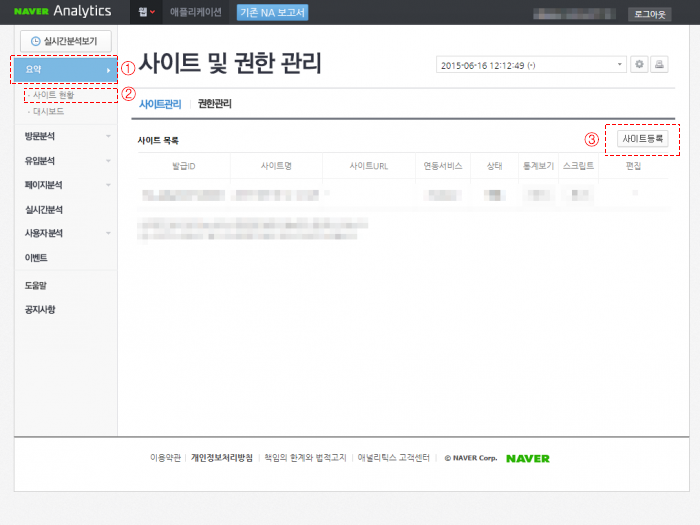 NAVER Analytics 웹 애플리케이션 기존 NA 보고서 로그아웃
실시간분석보기
요약
①
· 사이트 현황
②
· 대시보드
방문분석
유입분석
페이지분석
실시간분석
사용자분석
이벤트
도움말
공지사항
사이트 및 권한 관리
2015-06-16 12:12:49 (-)
사이트관리 권한관리
사이트 목록
③
사이트등록
발급ID 사이트명 사이트URL 연동서비스 상태 통계보기 스크립트 편집
이용약관 개인정보처리방침 책임의 한계와 법적고지 애널리틱스 고객센터 © NAVER Corp. NAVER